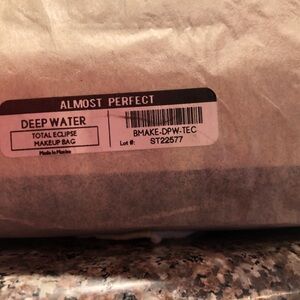 ALMOST PERFECT
DEEP WATER
TOTAL ECLIPSE
MAKEUP BAG
Made in Mexico
BMAKE-DPW-TEC
Lot #: ST22577